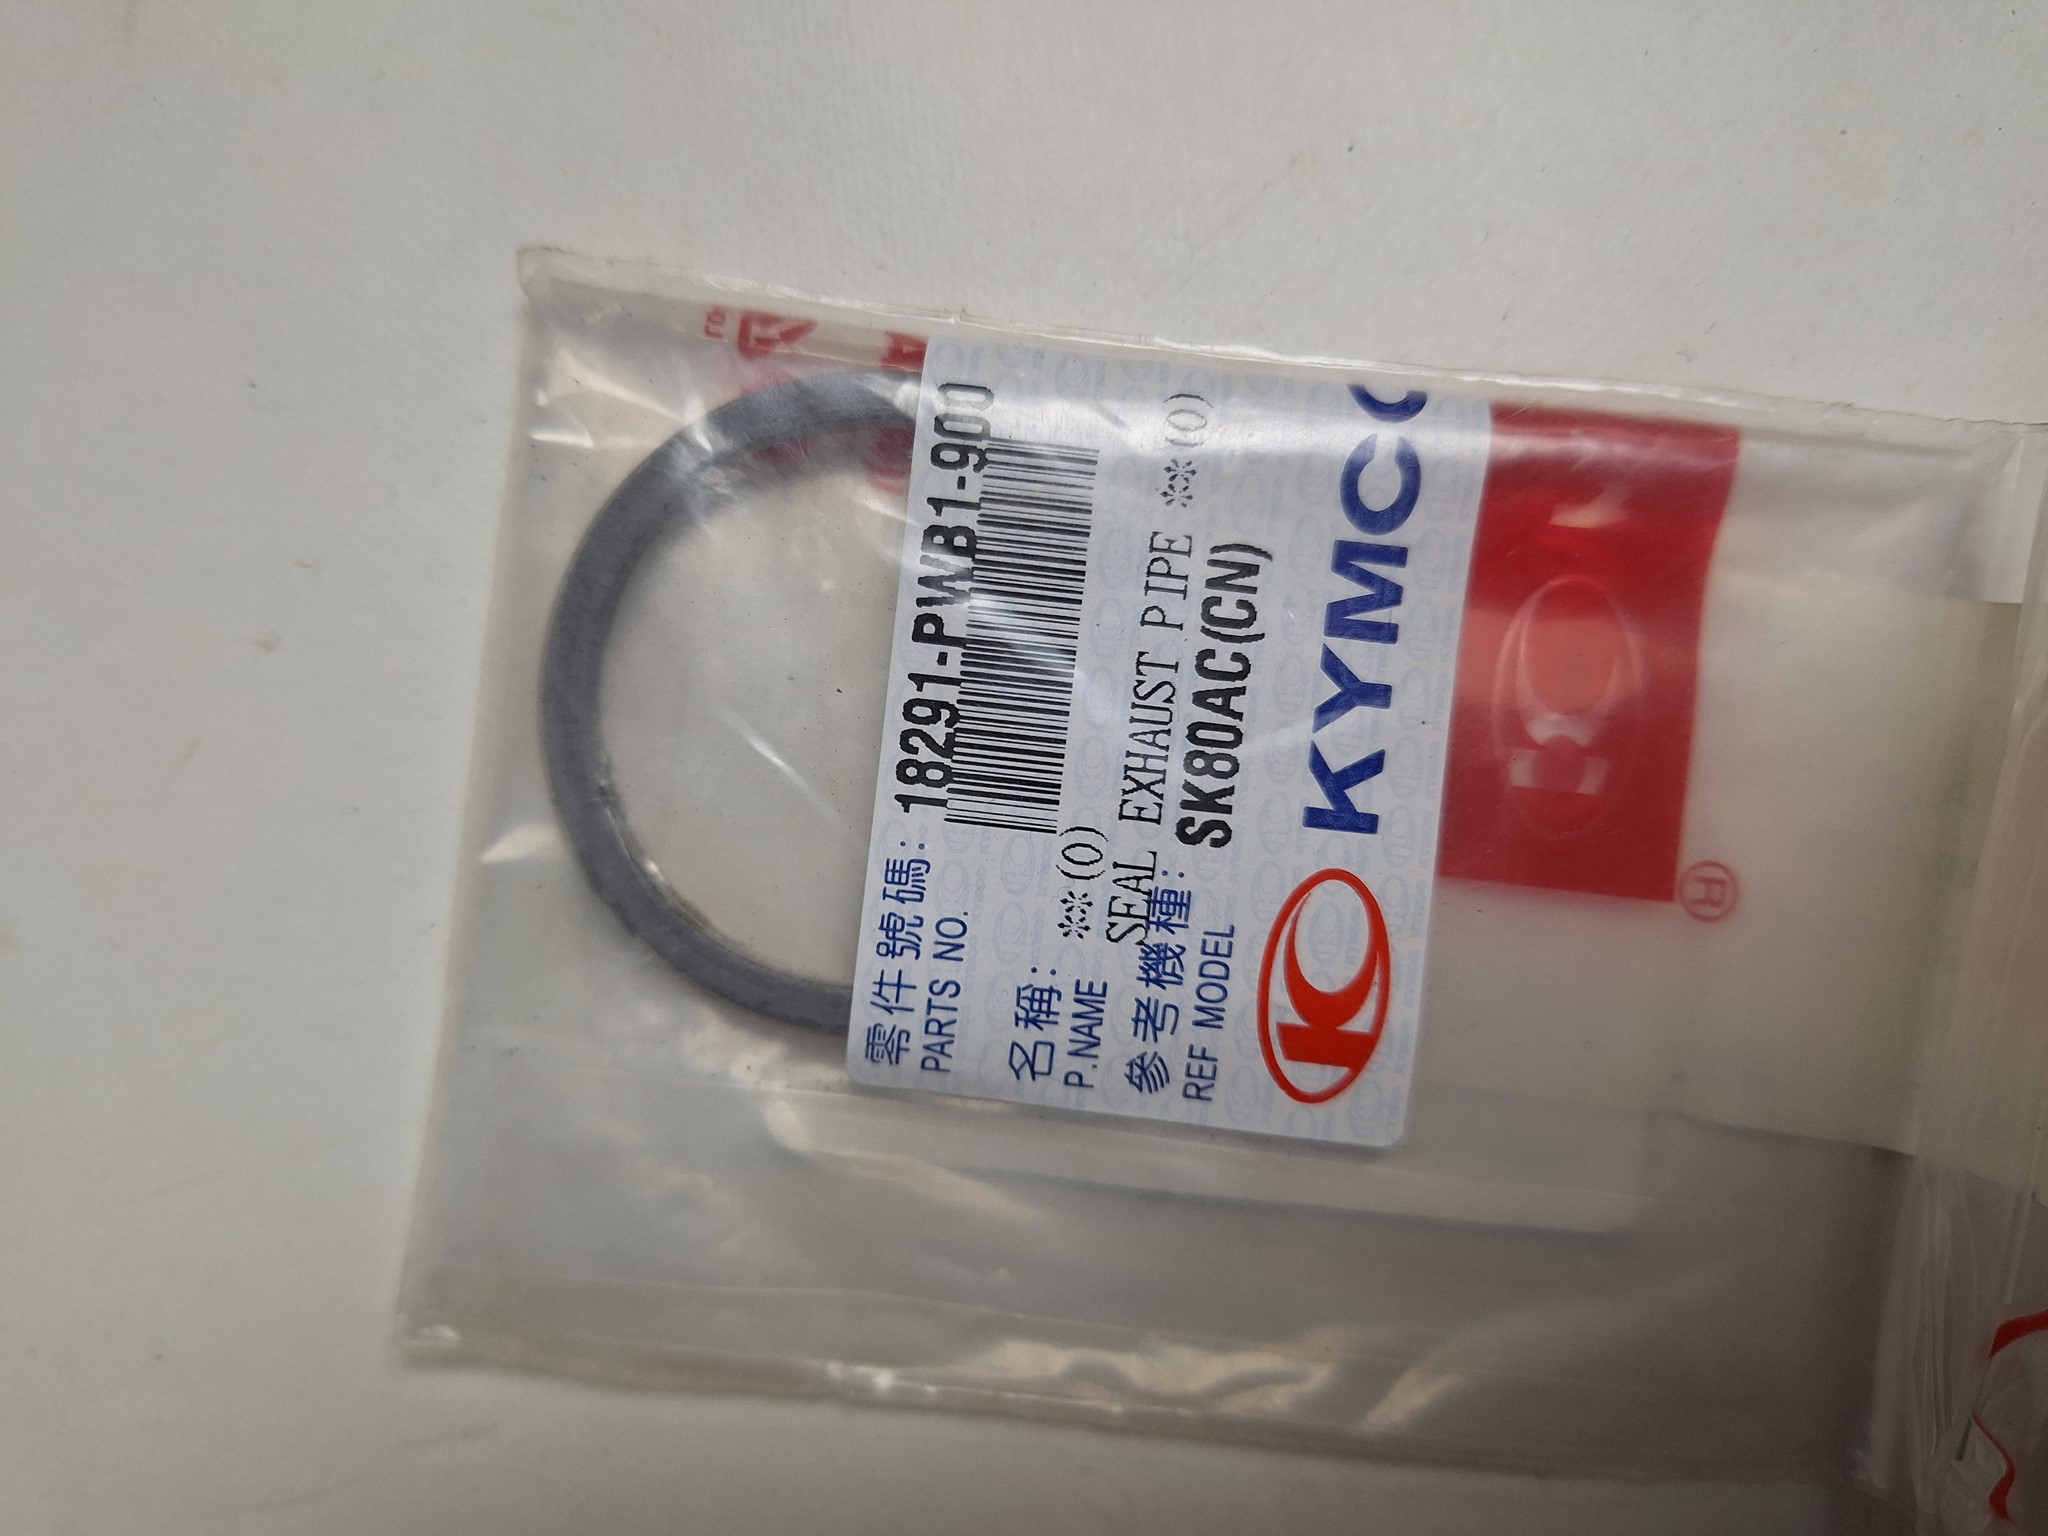 零件號碼: 18291-PWB1-900
PARTS NO.
名稱: **(0)
P.NAME SEAL EXHAUST PIPE **(0)
參考機種: SK80AC(CN)
REF MODEL
KYMCO
®